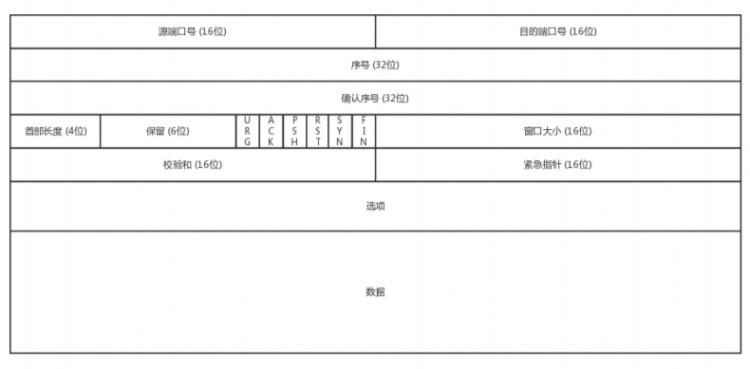 源端口号 (16位) 目的端口号 (16位)
序号 (32位)
确认序号 (32位)
首部长度 (4位) 保留 (6位) URG ACK PSH RST SYN FIN 窗口大小 (16位)
校验和 (16位) 紧急指针 (16位)
选项
数据